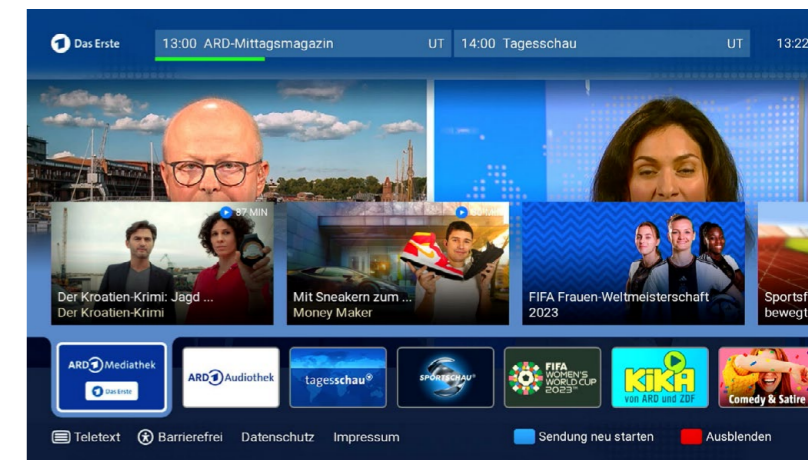 Das Erste
13:00 ARD-Mittagsmagazin UT
14:00 Tagesschau UT
13:22
87 MIN
Der Kroatien-Krimi: Jagd ...
Der Kroatien-Krimi
Mit Sneakern zum ...
Money Maker
FIFA Frauen-Weltmeisterschaft
2023
Sportsf
bewegt
ARD Mediathek
Das Erste
ARD Audiothek
tagesschau®
SPORTSCHAU
FIFA
WOMEN'S
WORLD CUP
2023
KiKA
von ARD und ZDF
Comedy & Satire
Teletext
Barrierefrei
Datenschutz
Impressum
Sendung neu starten
Ausblenden